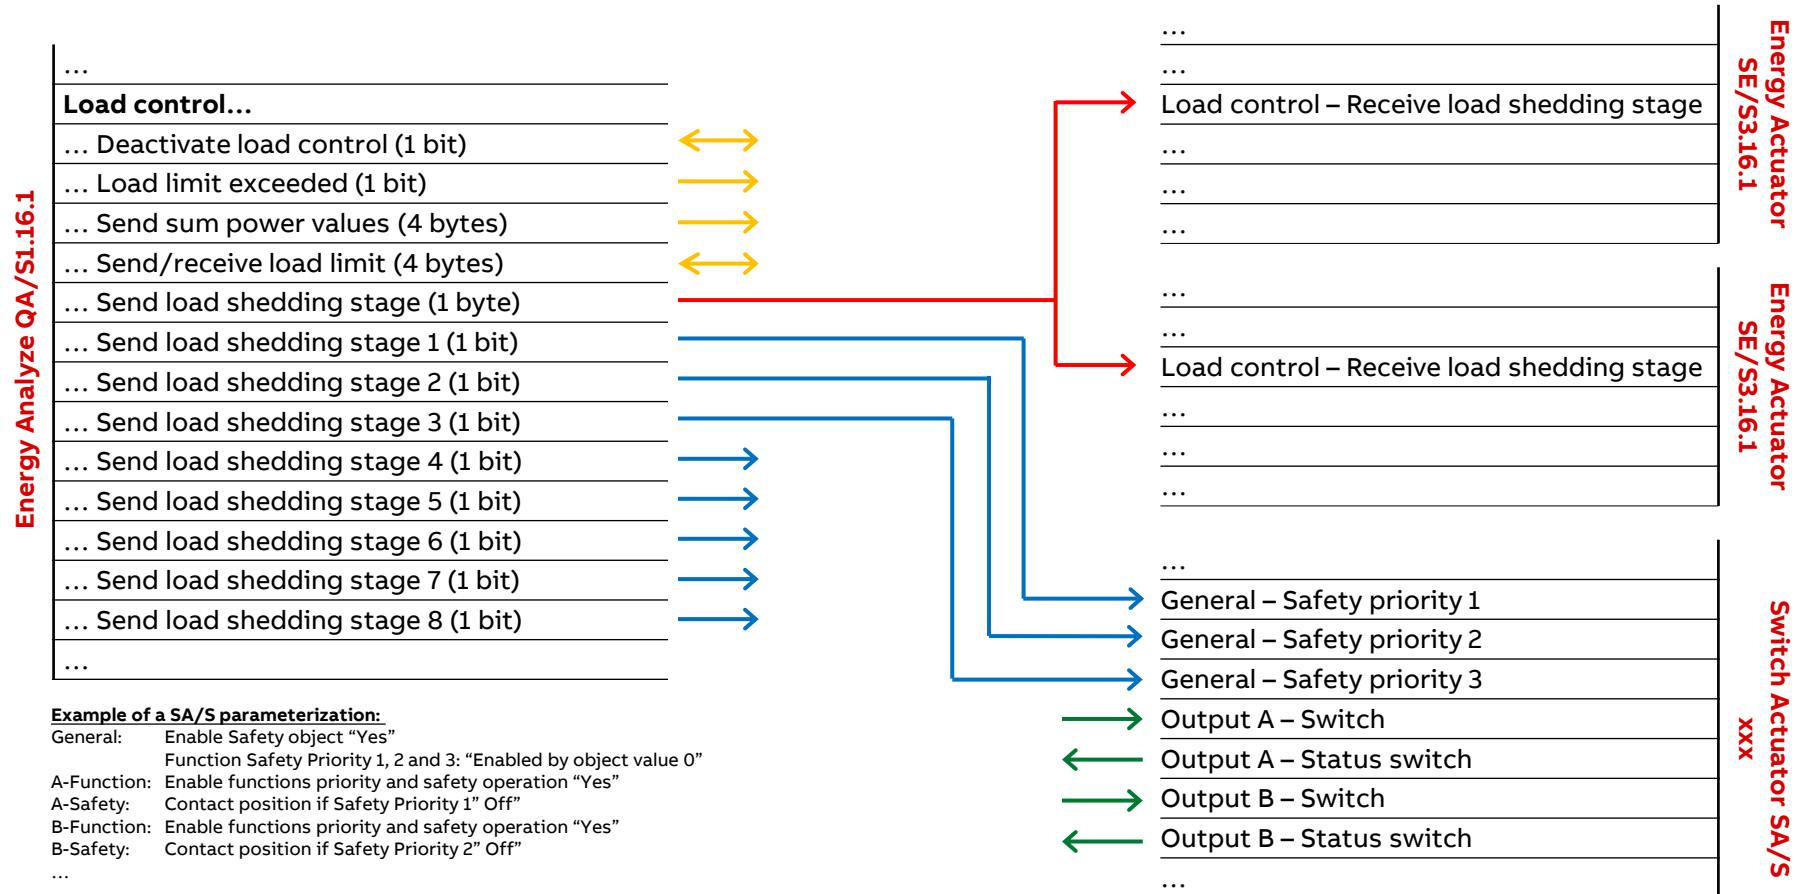 Energy Analyze QA/S1.16.1
…
Load control…
… Deactivate load control (1 bit)
… Load limit exceeded (1 bit)
… Send sum power values (4 bytes)
… Send/receive load limit (4 bytes)
… Send load shedding stage (1 byte)
… Send load shedding stage 1 (1 bit)
… Send load shedding stage 2 (1 bit)
… Send load shedding stage 3 (1 bit)
… Send load shedding stage 4 (1 bit)
… Send load shedding stage 5 (1 bit)
… Send load shedding stage 6 (1 bit)
… Send load shedding stage 7 (1 bit)
… Send load shedding stage 8 (1 bit)
…
Example of a SA/S parameterization:
General: Enable Safety object “Yes”
Function Safety Priority 1, 2 and 3: “Enabled by object value 0”
A-Function: Enable functions priority and safety operation “Yes”
A-Safety: Contact position if Safety Priority 1” Off”
B-Function: Enable functions priority and safety operation “Yes”
B-Safety: Contact position if Safety Priority 2” Off”
…
…
…
Load control – Receive load shedding stage
…
…
…
Energy Actuator
SE/S3.16.1
…
…
Load control – Receive load shedding stage
…
…
…
Energy Actuator
SE/S3.16.1
…
General – Safety priority 1
General – Safety priority 2
General – Safety priority 3
Output A – Switch
Output A – Status switch
Output B – Switch
Output B – Status switch
…
Switch Actuator SA/S
xxx